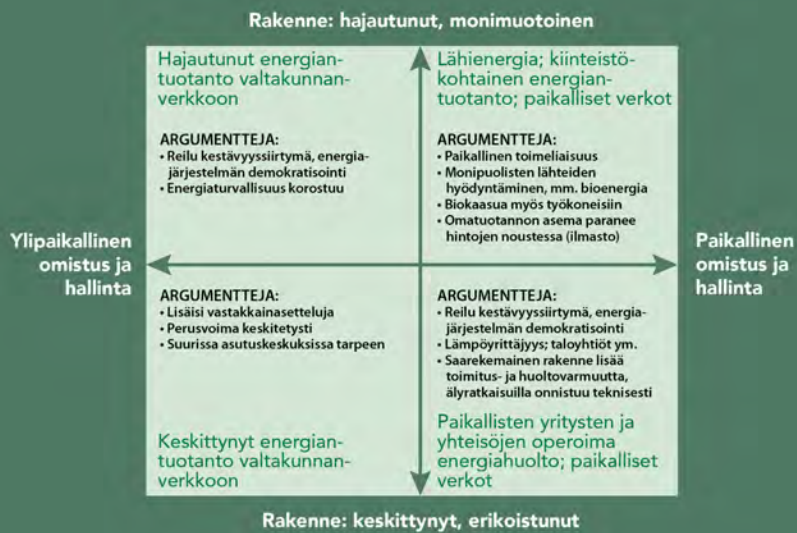 Rakenne: hajautunut, monimuotoinen
Hajautunut energian-
tuotanto valtakunnan-
verkkoon
ARGUMENTTEJA:
• Reilu kestävyyssiirtymä, energia-
järjestelmän demokratisointi
• Energiaturvallisuus korostuu
Lähienergia; kiinteistö-
kohtainen energian-
tuotanto; paikalliset verkot
ARGUMENTTEJA:
• Paikallinen toimeliaisuus
• Monipuolisten lähteiden
hyödyntäminen, mm. bioenergia
• Biokaasua myös työkoneisiin
• Omatuotannon asema paranee
hintojen noustessa (ilmasto)
Ylipaikallinen
omistus ja
hallinta
Paikallinen
omistus ja
hallinta
ARGUMENTTEJA:
• Lisäisi vastakkainasetteluja
• Perusvoima keskitetysti
• Suurissa asutuskeskuksissa tarpeen
Keskittynyt energian-
tuotanto valtakunnan-
verkkoon
ARGUMENTTEJA:
• Reilu kestävyyssiirtymä, energia-
järjestelmän demokratisointi
• Lämpöyrittäjyys; taloyhtiöt ym.
• Saarekemainen rakenne lisää
toimitus- ja huoltovarmuutta,
älyratkaisuilla onnistuu teknisesti
Paikallisten yritysten ja
yhteisöjen operoima
energiahuolto; paikalliset
verkot
Rakenne: keskittynyt, erikoistunut